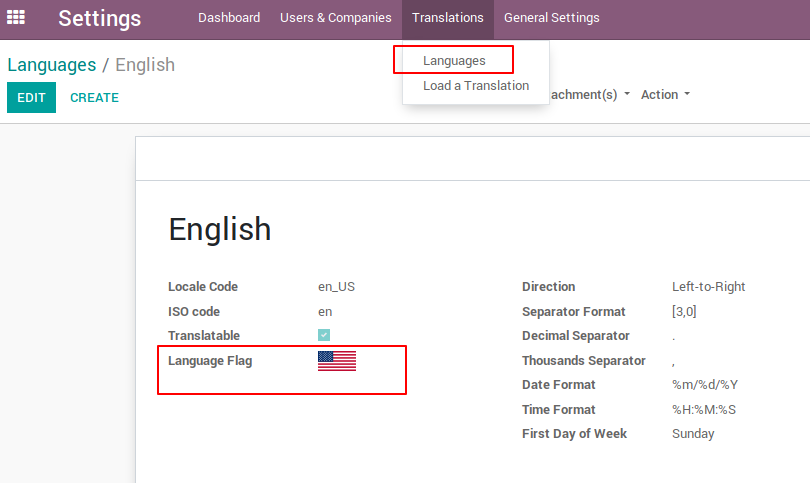 Settings Dashboard Users & Companies Translations General Settings
Languages / English
Languages
Load a Translation
EDIT CREATE achment(s) Action
English
Locale Code en_US Direction Left-to-Right
ISO code en Separator Format [3,0]
Translatable Decimal Separator .
Language Flag Thousands Separator ,
Date Format %m/%d/%Y
Time Format %H:%M:%S
First Day of Week Sunday